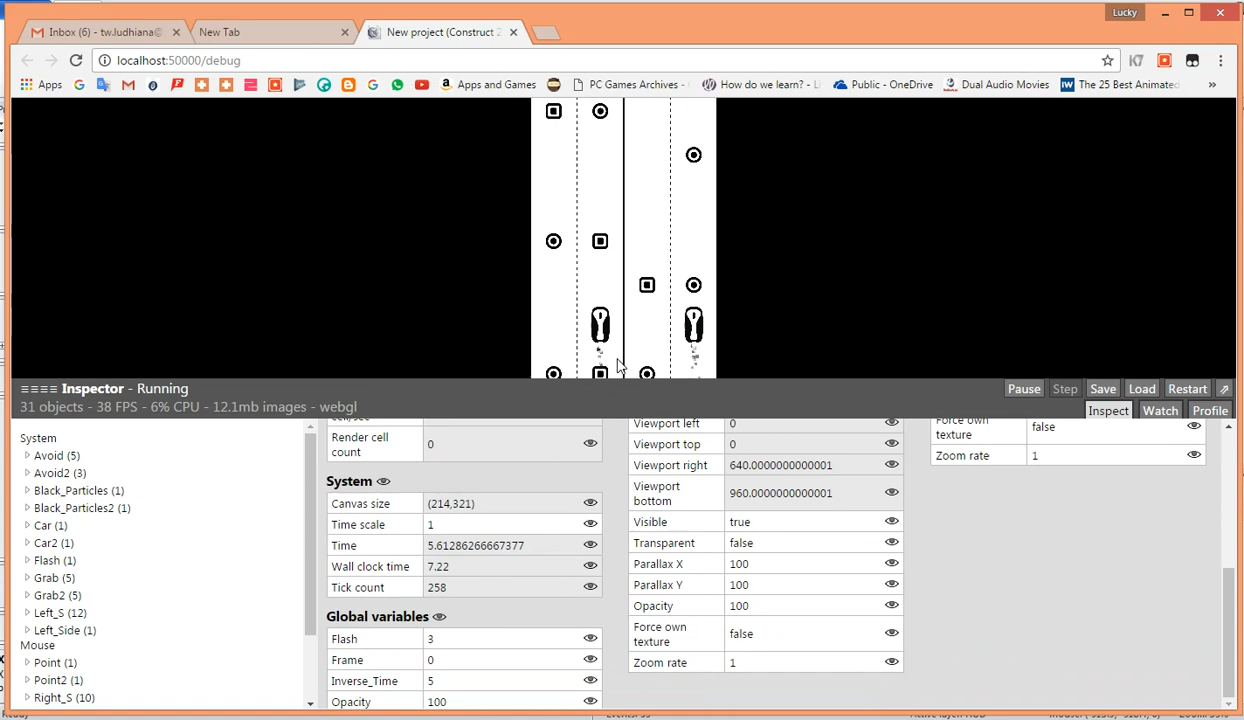 Lucky
Inbox (6) - tw.ludhiana@
New Tab
New project (Construct 2
localhost:50000/debug
Apps
PC Games Archives -
How do we learn? - Li
Public - OneDrive
Dual Audio Movies
The 25 Best Animated
Apps and Games
Inspector - Running
Pause Step Save Load Restart
31 objects - 38 FPS - 6% CPU - 12.1mb images - webgl
Inspect Watch Profile
System
Avoid (5)
Avoid2 (3)
Black_Particles (1)
Black_Particles2 (1)
Car (1)
Car2 (1)
Flash (1)
Grab (5)
Grab2 (5)
Left_S (12)
Left_Side (1)
Mouse
Point (1)
Point2 (1)
Right_S (10)
Render cell
count 0
System
Canvas size (214,321)
Time scale 1
Time 5.61286266667377
Wall clock time 7.22
Tick count 258
Global variables
Flash 3
Frame 0
Inverse_Time 5
Opacity 100
Viewport left 0
Viewport top 0
Viewport right 640.0000000000001
Viewport
bottom 960.0000000000001
Visible true
Transparent false
Parallax X 100
Parallax Y 100
Opacity 100
Force own
texture false
Zoom rate 1
Force own
texture false
Zoom rate 1